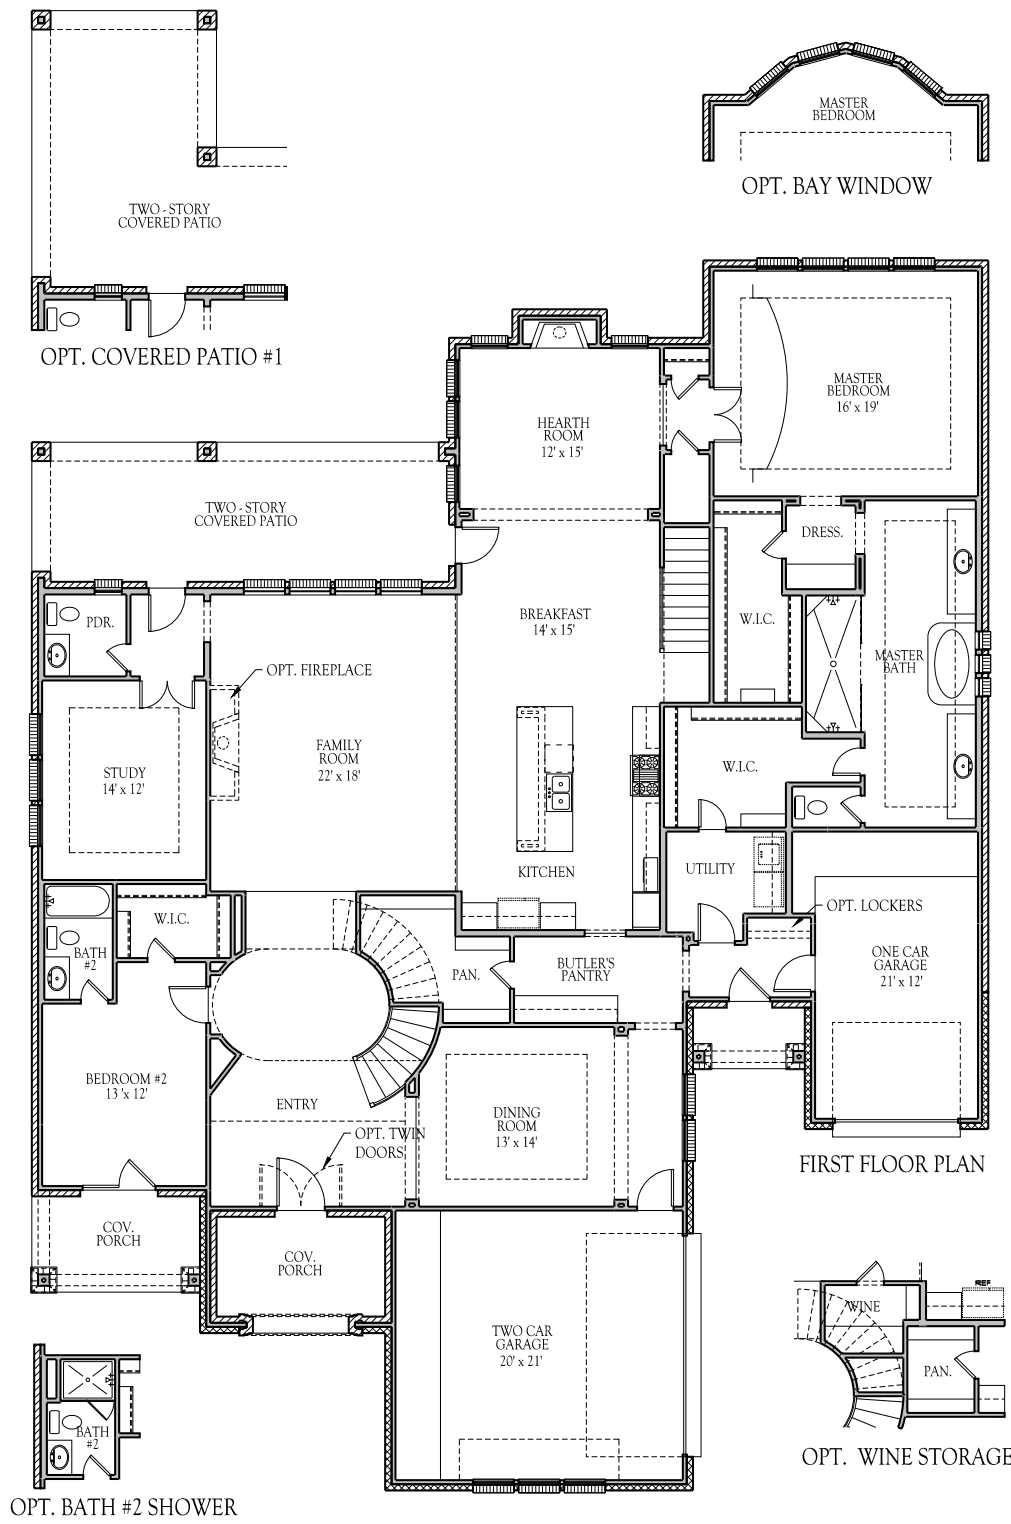 MASTER
BEDROOM
OPT. BAY WINDOW
TWO - STORY
COVERED PATIO
OPT. COVERED PATIO #1
MASTER
BEDROOM
16' x 19'
HEARTH
ROOM
12' x 15'
TWO - STORY
COVERED PATIO
DRESS.
PDR.
BREAKFAST
14' x 15'
W.I.C.
MASTER
BATH
OPT. FIREPLACE
FAMILY
ROOM
22' x 18'
STUDY
14' x 12'
W.I.C.
KITCHEN
UTILITY
OPT. LOCKERS
W.I.C.
BATH
#2
PAN.
BUTLER'S
PANTRY
ONE CAR
GARAGE
21' x 12'
BEDROOM #2
13 'x 12'
ENTRY
DINING
ROOM
13' x 14'
OPT. TWIN
DOORS
FIRST FLOOR PLAN
COV.
PORCH
COV.
PORCH
TWO CAR
GARAGE
20' x 21'
REF
WINE
PAN.
OPT. WINE STORAGE
BATH
#2
OPT. BATH #2 SHOWER